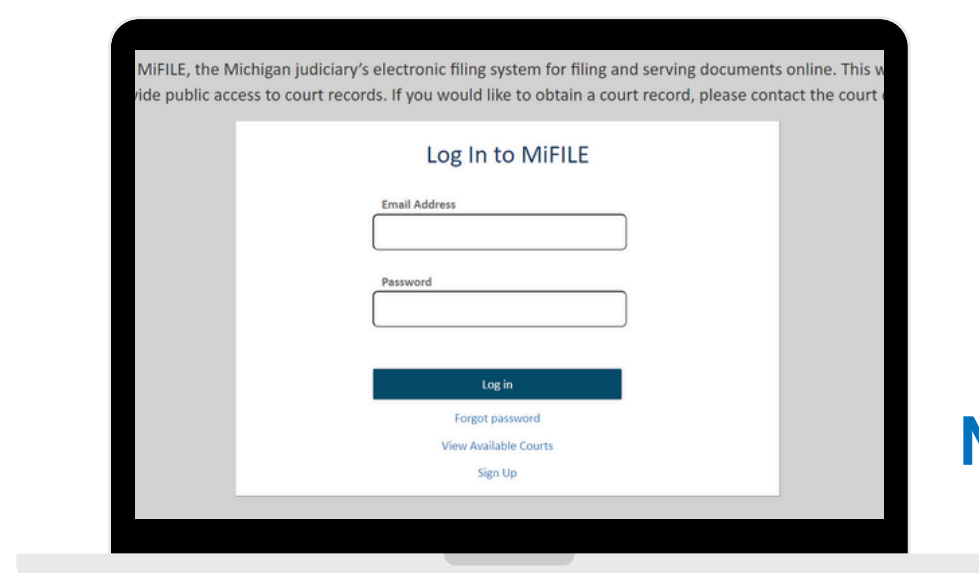 MiFILE, the Michigan judiciary's electronic filing system for filing and serving documents online. This
public access to court records. If you would like to obtain a court record, please contact the court
Log In to MiFILE
Email Address
Password
Log in
Forgot password
View Available Courts
Sign Up